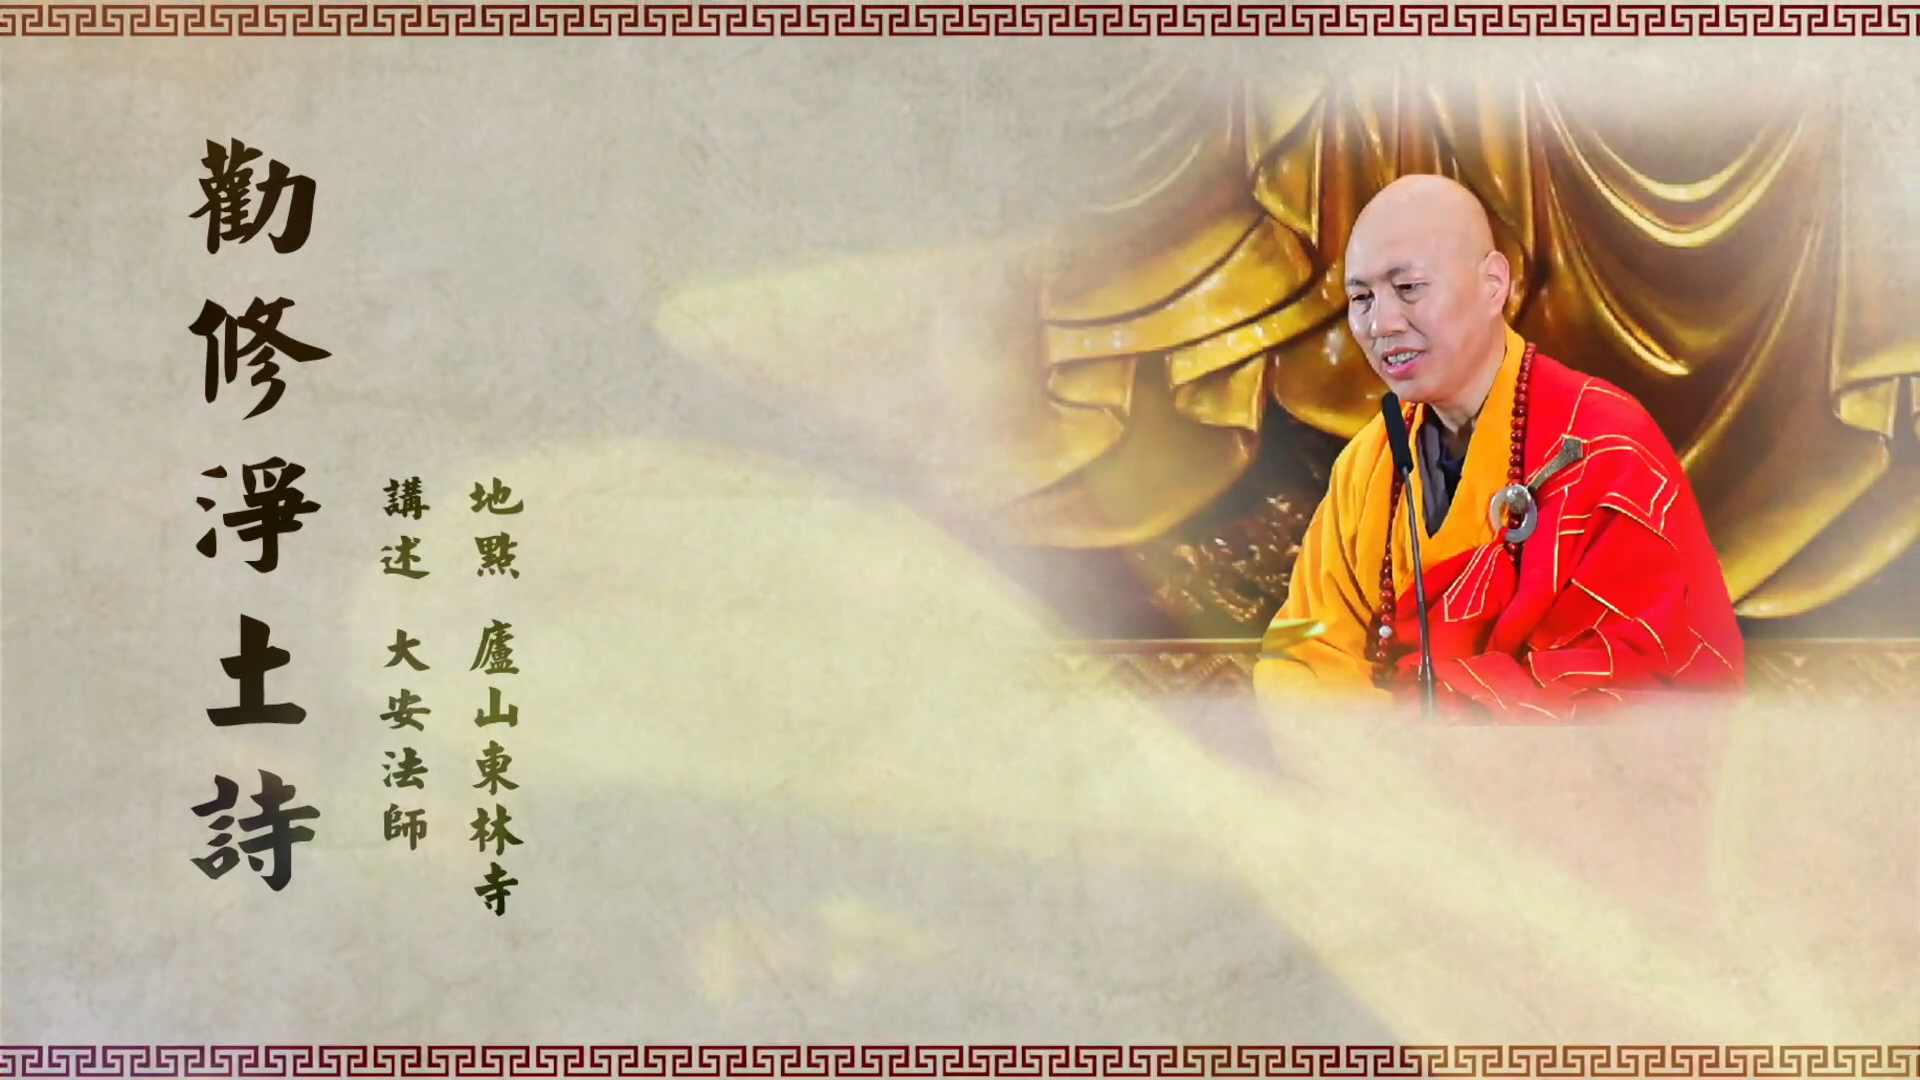 勸修淨土詩
講述 大安法師
地點 廬山東林寺